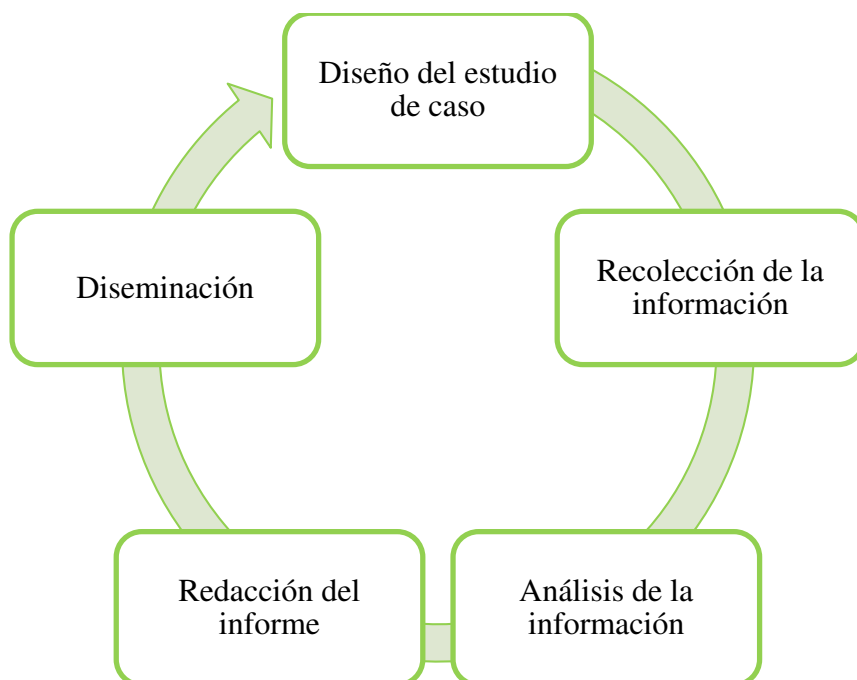 Diseño del estudio
de caso
Recolección de la
información
Análisis de la
información
Redacción del
informe
Diseminación